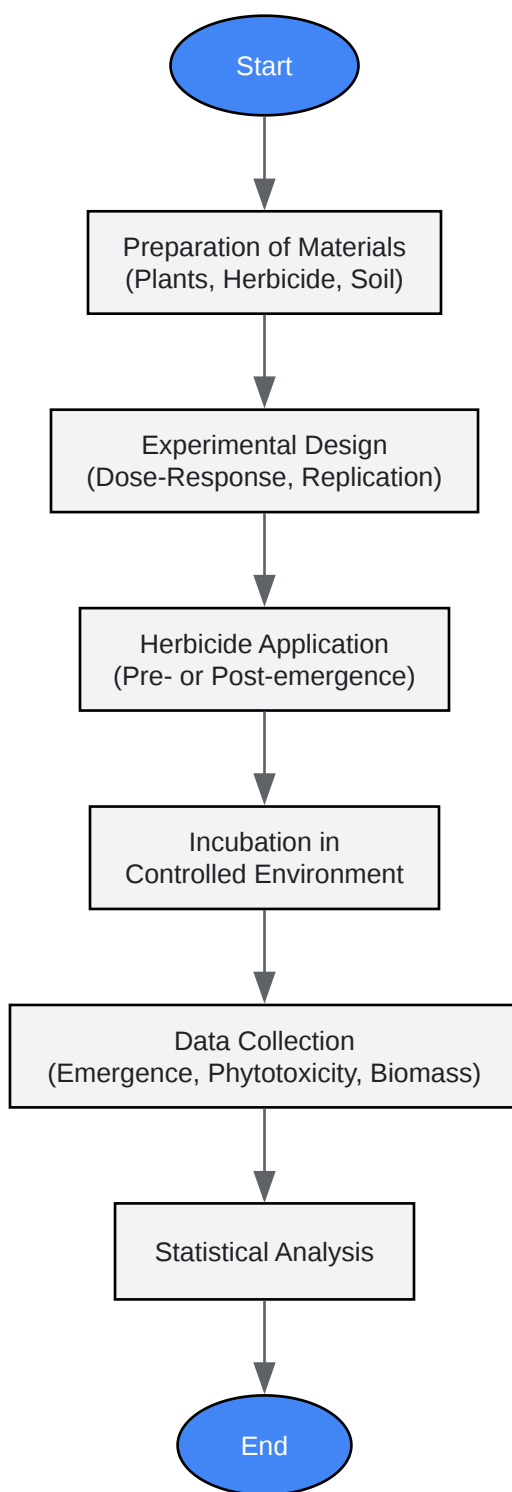 Start
Preparation of Materials
(Plants, Herbicide, Soil)
Experimental Design
(Dose-Response, Replication)
Herbicide Application
(Pre- or Post-emergence)
Incubation in
Controlled Environment
Data Collection
(Emergence, Phytotoxicity, Biomass)
Statistical Analysis
End